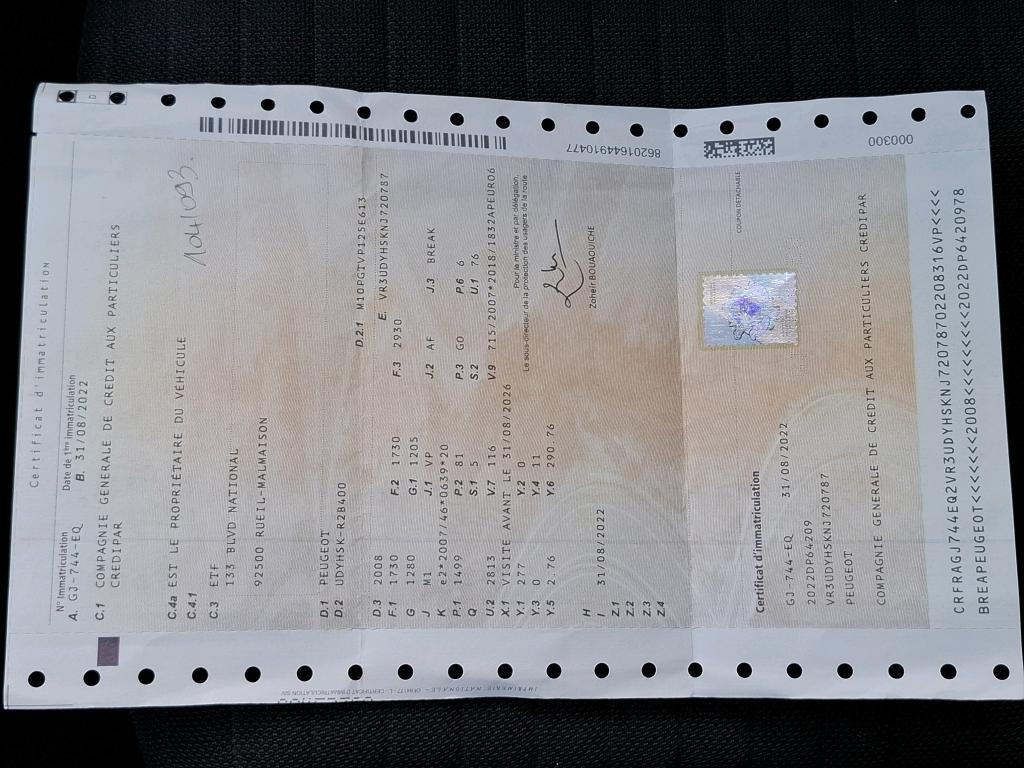 Certificat d'immatriculation
N° Immatriculation Date de 1ère immatriculation
A. GJ-744-EQ B. 31/08/2022
C.1 COMPAGNIE GENERALE DE CREDIT AUX PARTICULIERS
CREDIPAR
1041093.
C.4a EST LE PROPRIÉTAIRE DU VÉHICULE
C.4.1
C.3 ETF
133 BLVD NATIONAL
92500 RUEIL-MALMAISON
D.1 PEUGEOT
D.2 UDYHSK-R2B400 D.2.1 M10PGTVP125E613
D.3 2008 E. VR3UDYHSKNJ720787
F.1 1730 F.2 1730 F.3 2930
G 1280 G.1 1205
J M1 J.1 VP J.2 AF J.3 BREAK
K e2*2007/46*0639*20
P.1 1499 P.2 81 P.3 GO P.6 6
Q S.1 5 S.2 U.1 76
U.2 2813 V.7 116 V.9 715/2007*2018/1832APEUR06
X.1 VISITE AVANT LE 31/08/2026
Y.1 277 Y.2 0
Y.3 0 Y.4 11
Y.5 2.76 Y.6 290.76
Pour le ministre et par délégation,
Le sous-directeur de la protection des usagers de la route
Zoheir BOUAOUICHE
H
I 31/08/2022
Z.1
Z.2
Z.3
Z.4
86201644910477
COUPON DÉTACHABLE
000300
Certificat d'immatriculation
GJ-744-EQ 31/08/2022
2022DP64209
VR3UDYHSKNJ720787
PEUGEOT
COMPAGNIE GENERALE DE CREDIT AUX PARTICULIERS CREDIPAR
CRFRAGJ744EQ2VR3UDYHSKNJ72078702208316VP<<<<
BREAPEUGEOT<<<<<<2008<<<<<<<<<<2022DP6420978
IMPRIMERIE NATIONALE